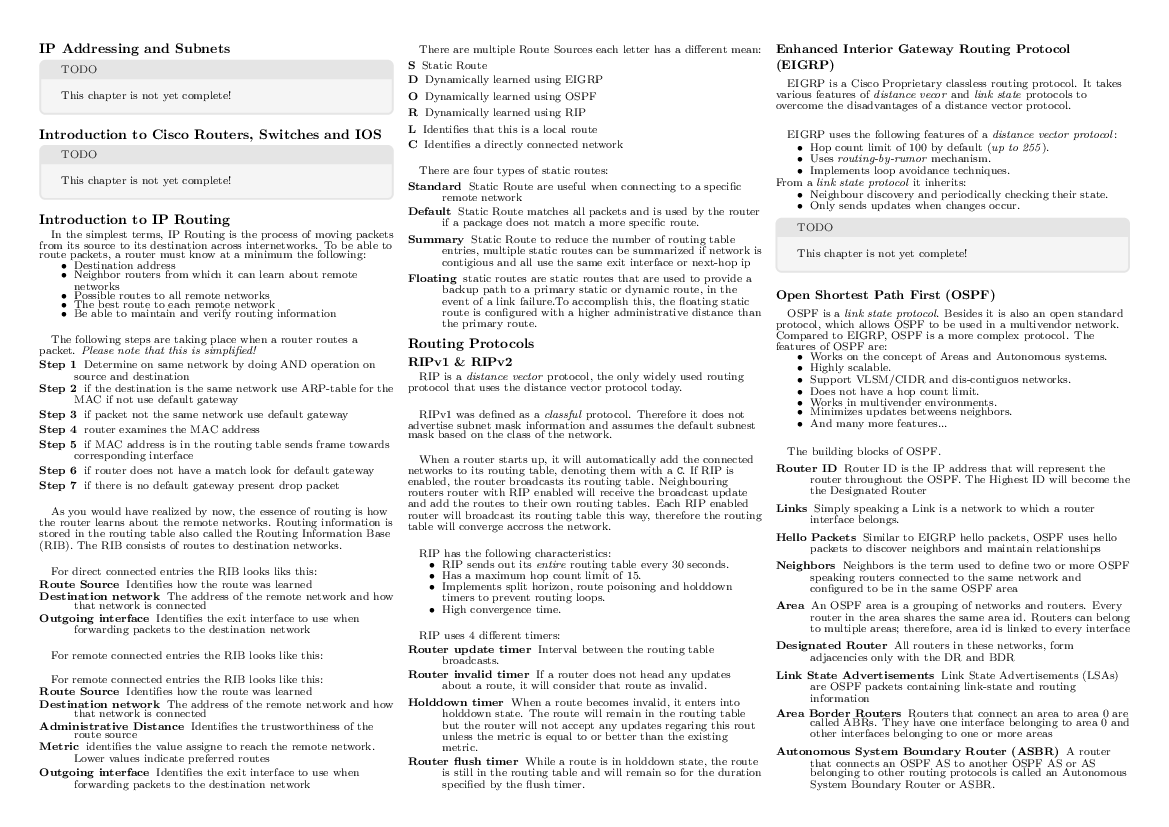 IP Addressing and Subnets
TODO
This chapter is not yet complete!
Introduction to Cisco Routers, Switches and IOS
TODO
This chapter is not yet complete!
Introduction to IP Routing
In the simplest terms, IP Routing is the process of moving packets
from its source to its destination across internetworks. To be able to
route packets, a router must know at a minimum the following:
• Destination address
• Neighbor routers from which it can learn about remote
networks
• Possible routes to all remote networks
• The best route to each remote network
• Be able to maintain and verify routing information
The following steps are taking place when a router routes a
packet. Please note that this is simplified!
Step 1 Determine on same network by doing AND operation on
source and destination
Step 2 if the destination is the same network use ARP-table for the
MAC if not use default gateway
Step 3 if packet not the same network use default gateway
Step 4 router examines the MAC address
Step 5 if MAC address is in the routing table sends frame towards
corresponding interface
Step 6 if router does not have a match look for default gateway
Step 7 if there is no default gateway present drop packet
As you would have realized by now, the essence of routing is how
the router learns about the remote networks. Routing information is
stored in the routing table also called the Routing Information Base
(RIB). The RIB consists of routes to destination networks.
For direct connected entries the RIB looks liks this:
Route Source Identifies how the route was learned
Destination network The address of the remote network and how
that network is connected
Outgoing interface Identifies the exit interface to use when
forwarding packets to the destination network
For remote connected entries the RIB looks like this:
For remote connected entries the RIB looks like this:
Route Source Identifies how the route was learned
Destination network The address of the remote network and how
that network is connected
Administrative Distance Identifies the trustworthiness of the
route source
Metric identifies the value assigne to reach the remote network.
Lower values indicate preferred routes
Outgoing interface Identifies the exit interface to use when
forwarding packets to the destination network
There are multiple Route Sources each letter has a different mean:
S Static Route
D Dynamically learned using EIGRP
O Dynamically learned using OSPF
R Dynamically learned using RIP
L Identifies that this is a local route
C Identifies a directly connected network
There are four types of static routes:
Standard Static Route are useful when connecting to a specific
remote network
Default Static Route matches all packets and is used by the router
if a package does not match a more specific route.
Summary Static Route to reduce the number of routing table
entries, multiple static routes can be summarized if network is
contigious and all use the same exit interface or next-hop ip
Floating static routes are static routes that are used to provide a
backup path to a primary static or dynamic route, in the
event of a link failure.To accomplish this, the floating static
route is configured with a higher administrative distance than
the primary route.
Routing Protocols
RIPv1 & RIPv2
RIP is a distance vector protocol, the only widely used routing
protocol that uses the distance vector protocol today.
RIPv1 was defined as a classful protocol. Therefore it does not
advertise subnet mask information and assumes the default subnest
mask based on the class of the network.
When a router starts up, it will automatically add the connected
networks to its routing table, denoting them with a C. If RIP is
enabled, the router broadcasts its routing table. Neighbouring
routers router with RIP enabled will receive the broadcast update
and add the routes to their own routing tables. Each RIP enabled
router will broadcast its routing table this way, therefore the routing
table will converge accross the network.
RIP has the following characteristics:
• RIP sends out its entire routing table every 30 seconds.
• Has a maximum hop count limit of 15.
• Implements split horizon, route poisoning and holddown
timers to prevent routing loops.
• High convergence time.
RIP uses 4 different timers:
Router update timer Interval between the routing table
broadcasts.
Router invalid timer If a router does not head any updates
about a route, it will consider that route as invalid.
Holddown timer When a route becomes invalid, it enters into
holddown state. The route will remain in the routing table
but the router will not accept any updates regaring this rout
unless the metric is equal to or better than the existing
metric.
Router flush timer While a route is in holddown state, the route
is still in the routing table and will remain so for the duration
specified by the flush timer.
Enhanced Interior Gateway Routing Protocol
(EIGRP)
EIGRP is a Cisco Proprietary classless routing protocol. It takes
various features of distance vecor and link state protocols to
overcome the disadvantages of a distance vector protocol.
EIGRP uses the following features of a distance vector protocol:
• Hop count limit of 100 by default (up to 255).
• Uses routing-by-rumor mechanism.
• Implements loop avoidance techniques.
From a link state protocol it inherits:
• Neighbour discovery and periodically checking their state.
• Only sends updates when changes occur.
TODO
This chapter is not yet complete!
Open Shortest Path First (OSPF)
OSPF is a link state protocol. Besides it is also an open standard
protocol, which allows OSPF to be used in a multivendor network.
Compared to EIGRP, OSPF is a more complex protocol. The
features of OSPF are:
• Works on the concept of Areas and Autonomous systems.
• Highly scalable.
• Support VLSM/CIDR and dis-contiguos networks.
• Does not have a hop count limit.
• Works in multivender environments.
• Minimizes updates betweens neighbors.
• And many more features...
The building blocks of OSPF.
Router ID Router ID is the IP address that will represent the
router throughout the OSPF. The Highest ID will become the
the Designated Router
Links Simply speaking a Link is a network to which a router
interface belongs.
Hello Packets Similar to EIGRP hello packets, OSPF uses hello
packets to discover neighbors and maintain relationships
Neighbors Neighbors is the term used to define two or more OSPF
speaking routers connected to the same network and
configured to be in the same OSPF area
Area An OSPF area is a grouping of networks and routers. Every
router in the area shares the same area id. Routers can belong
to multiple areas; therefore, area id is linked to every interface
Designated Router All routers in these networks, form
adjacencies only with the DR and BDR
Link State Advertisements Link State Advertisements (LSAs)
are OSPF packets containing link-state and routing
information
Area Border Routers Routers that connect an area to area 0 are
called ABRs. They have one interface belonging to area 0 and
other interfaces belonging to one or more areas
Autonomous System Boundary Router (ASBR) A router
that connects an OSPF AS to another OSPF AS or AS
belonging to other routing protocols is called an Autonomous
System Boundary Router or ASBR.